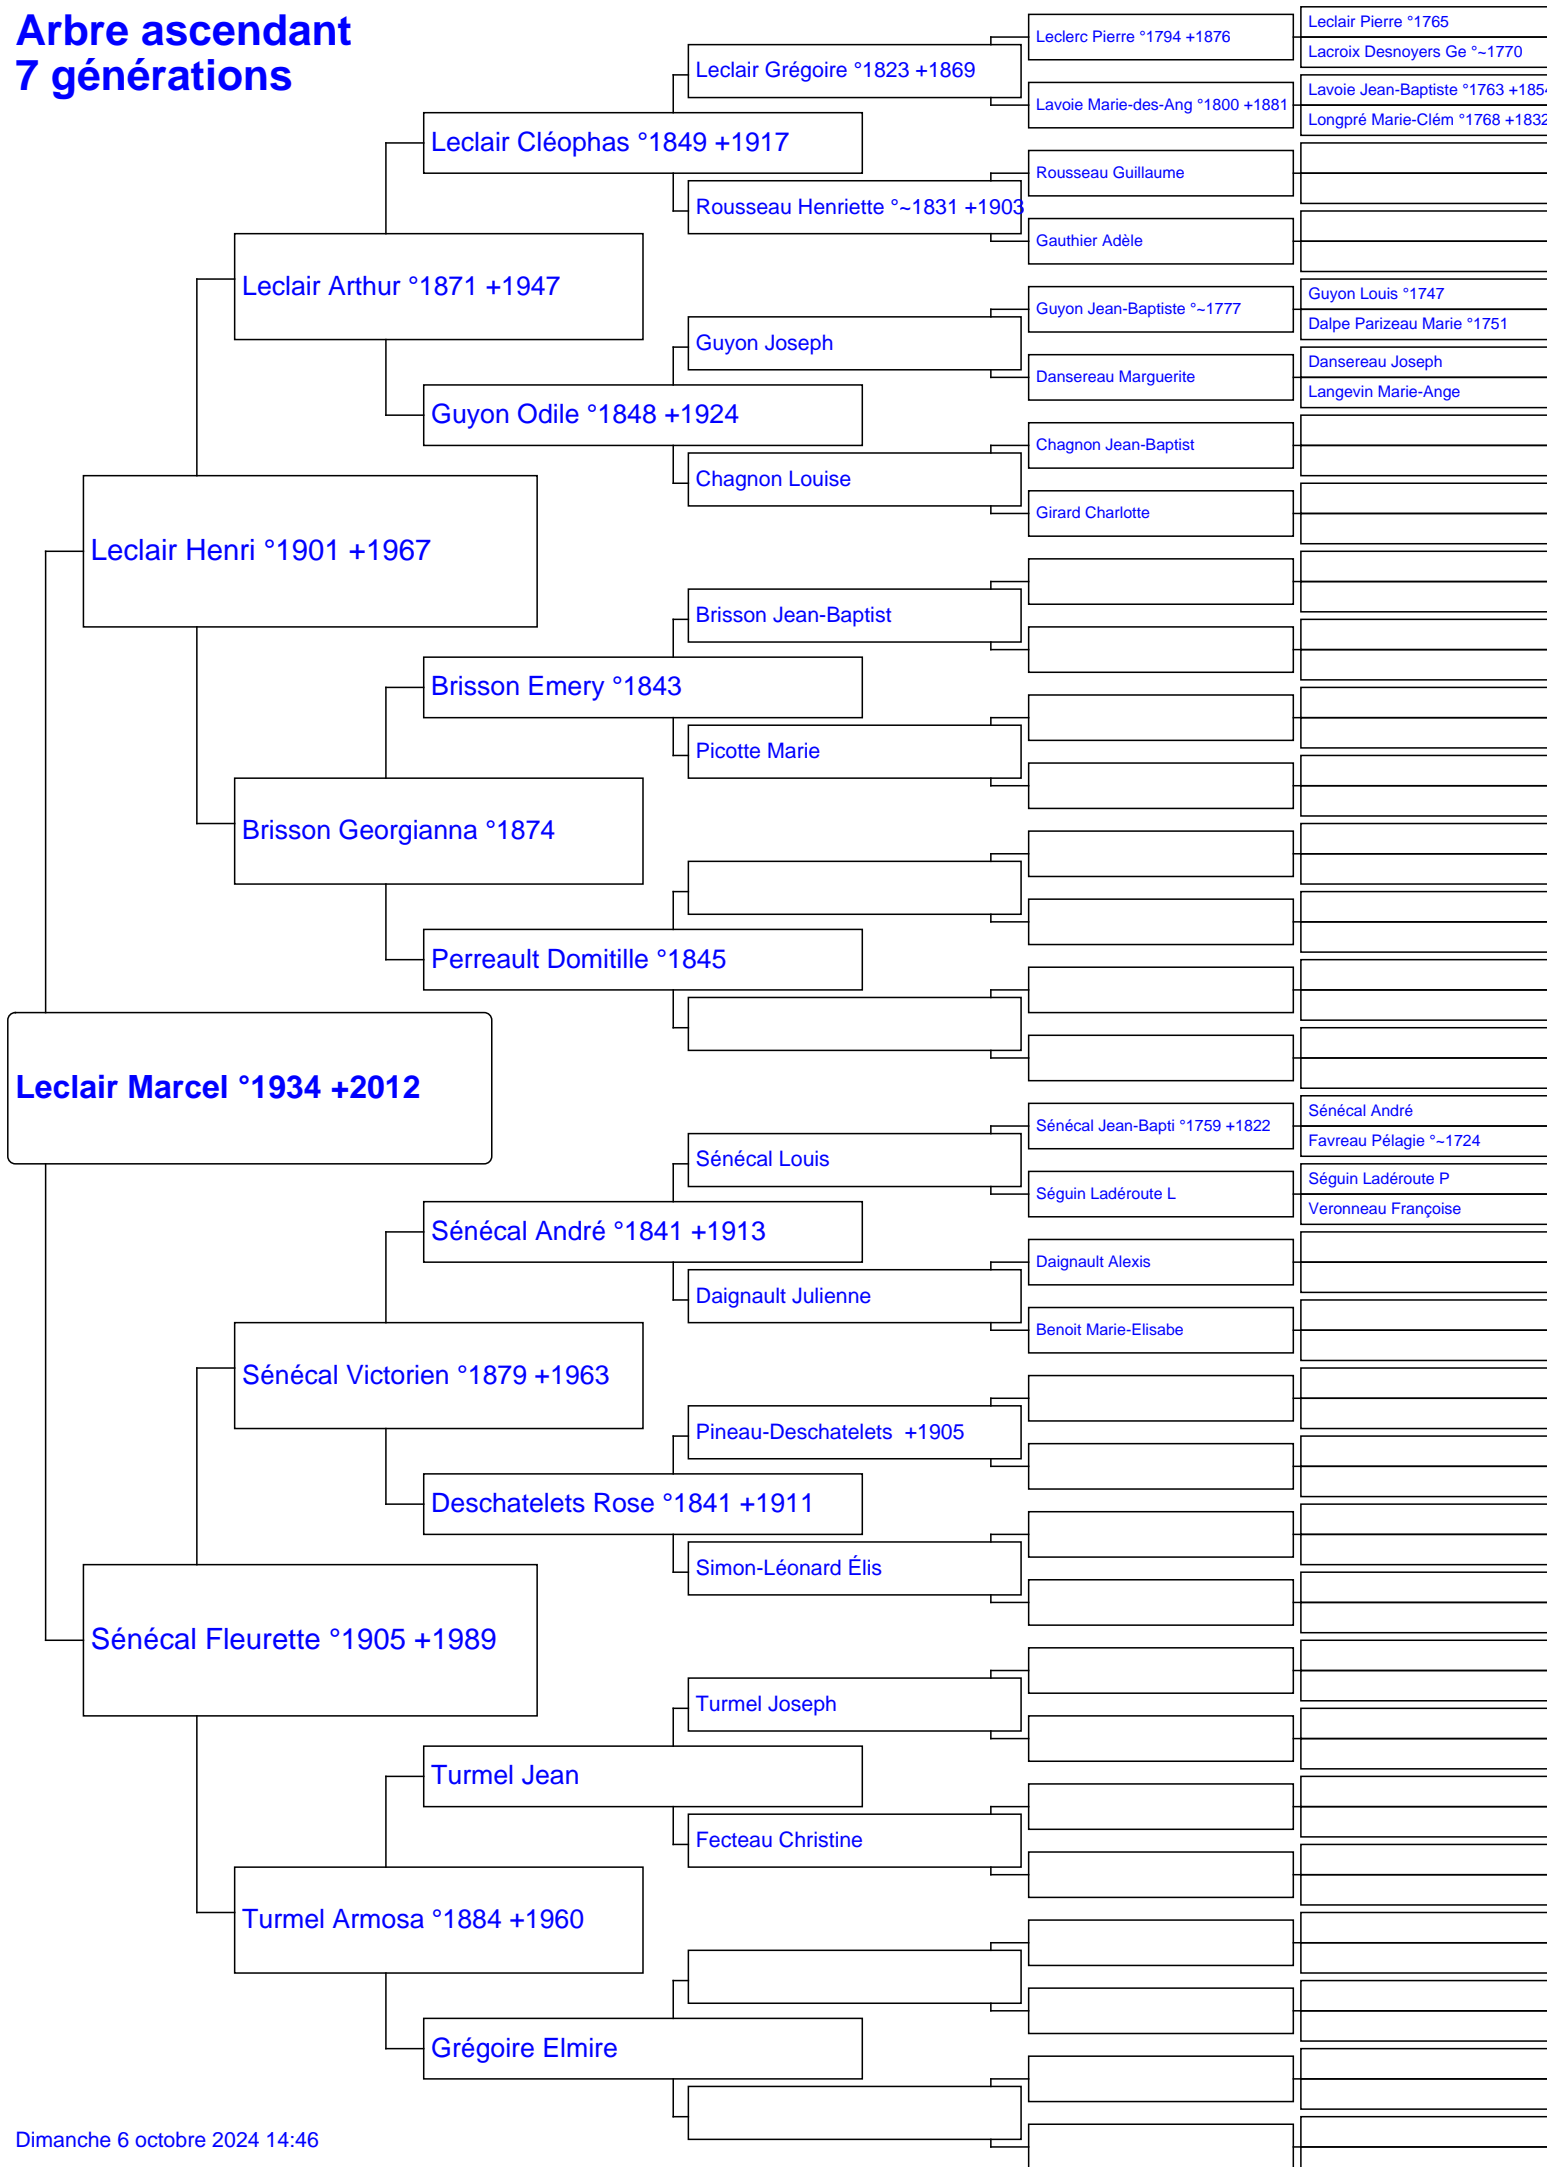 Arbre ascendant
7 générations
Leclair Marcel °1934 +2012
Leclair Henri °1901 +1967
Sénécal Fleurette °1905 +1989
Leclair Arthur °1871 +1947
Brisson Georgianna °1874
Sénécal Victorien °1879 +1963
Turmel Armosa °1884 +1960
Leclair Cléophas °1849 +1917
Guyon Odile °1848 +1924
Brisson Emery °1843
Perreault Domitille °1845
Sénécal André °1841 +1913
Deschatelets Rose °1841 +1911
Turmel Jean
Grégoire Elmire
Leclair Grégoire °1823 +1869
Rousseau Henriette °~1831 +1903
Guyon Joseph
Chagnon Louise
Brisson Jean-Baptist
Picotte Marie
Sénécal Louis
Daignault Julienne
Pineau-Deschatelets  +1905
Simon-Léonard Élis
Turmel Joseph
Fecteau Christine
Leclerc Pierre °1794 +1876
Lavoie Marie-des-Ang °1800 +1881
Rousseau Guillaume
Gauthier Adèle
Guyon Jean-Baptiste °~1777
Dansereau Marguerite
Chagnon Jean-Baptist
Girard Charlotte
Sénécal Jean-Bapti °1759 +1822
Séguin Ladéroute L
Daignault Alexis
Benoit Marie-Elisabe
Leclair Pierre °1765
Lacroix Desnoyers Ge °~1770
Lavoie Jean-Baptiste °1763 +1854
Longpré Marie-Clém °1768 +1832
Guyon Louis °1747
Dalpe Parizeau Marie °1751
Dansereau Joseph
Langevin Marie-Ange
Sénécal André
Favreau Pélagie °~1724
Séguin Ladéroute P
Veronneau Françoise
Dimanche 6 octobre 2024 14:46